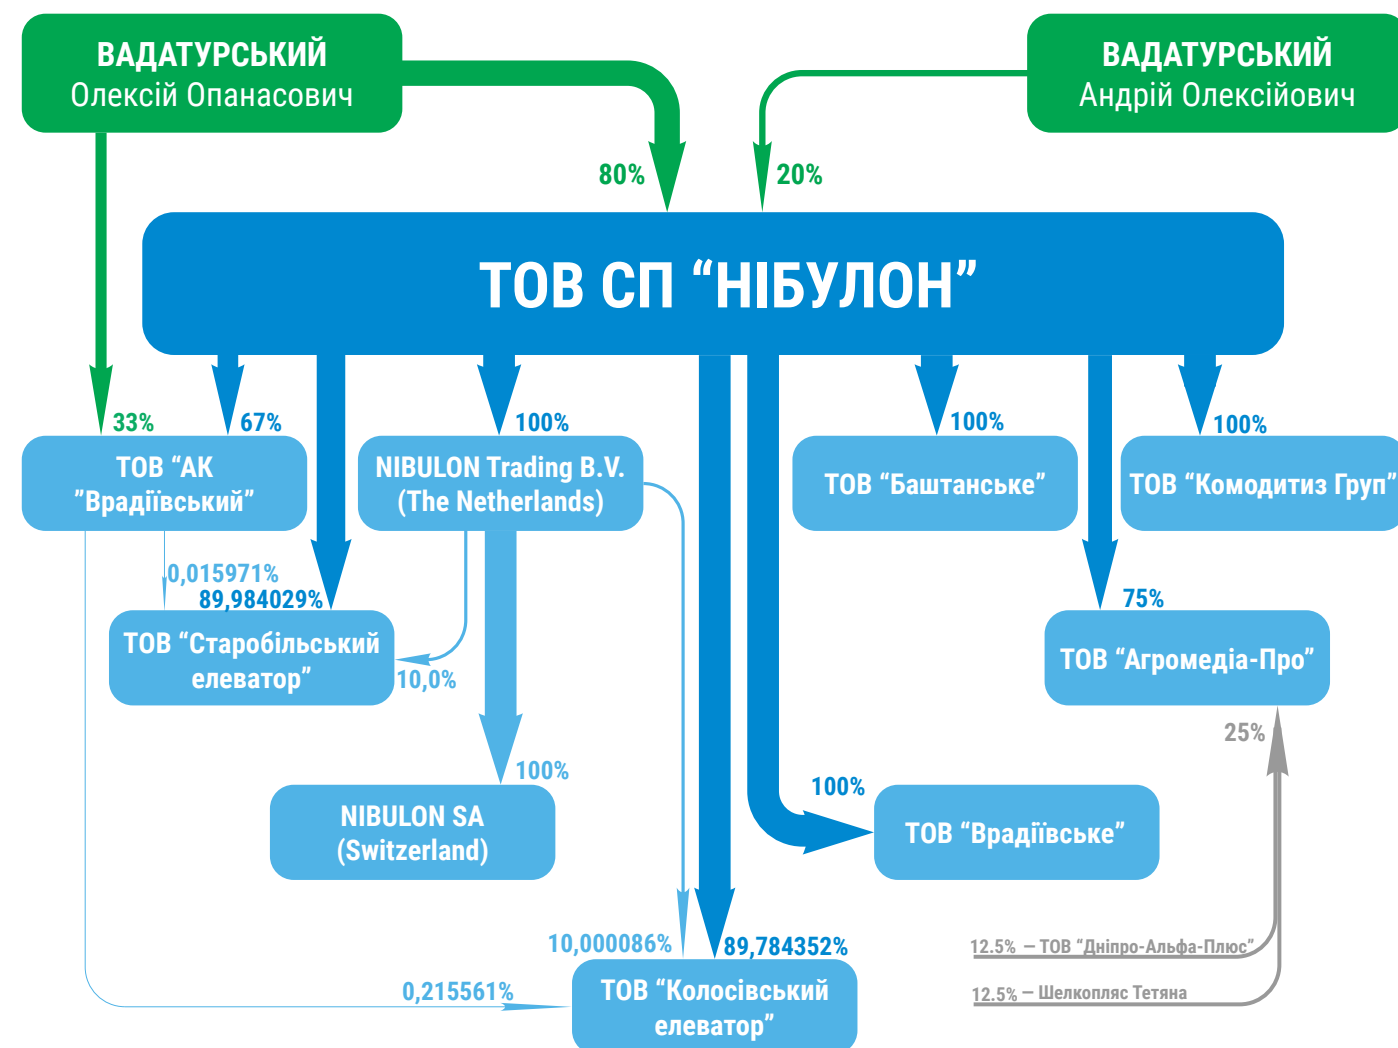 ВАДАТУРСЬКИЙ
Олексій Опанасович
ВАДАТУРСЬКИЙ
Андрій Олексійович
80%
20%
ТОВ СП “НІБУЛОН”
33%
67%
100%
100%
100%
ТОВ “АК
”Врадіївський”
NIBULON Trading B.V.
(The Netherlands)
ТОВ “Баштанське”
ТОВ “Комодитиз Груп”
0,015971%
89,984029%
75%
ТОВ “Старобільський
елеватор”
10,0%
ТОВ “Агромедіа-Про”
25%
100%
100%
NIBULON SA
(Switzerland)
ТОВ “Врадіївське”
10,000086%
89,784352%
12.5% – ТОВ “Дніпро-Альфа-Плюс”
0,215561%
ТОВ “Колосівський
елеватор”
12.5% – Шелкопляс Тетяна